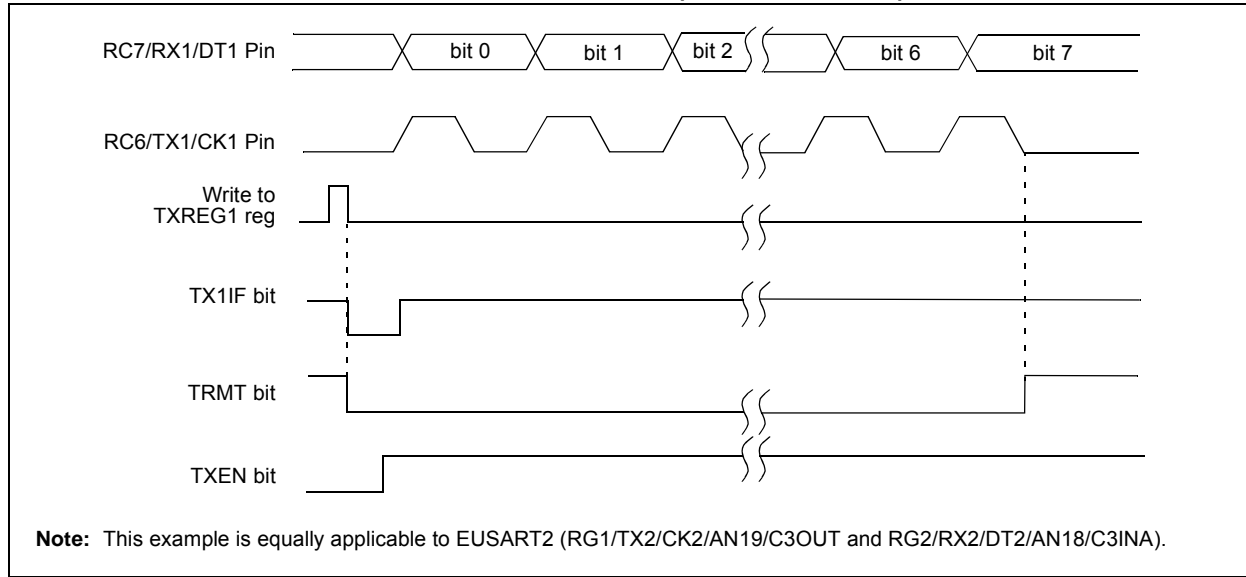 RC7/RX1/DT1 Pin
bit 0
bit 1
bit 2
bit 6
bit 7
RC6/TX1/CK1 Pin
Write to
TXREG1 reg
TX1IF bit
TRMT bit
TXEN bit
Note: This example is equally applicable to EUSART2 (RG1/TX2/CK2/AN19/C3OUT and RG2/RX2/DT2/AN18/C3INA).